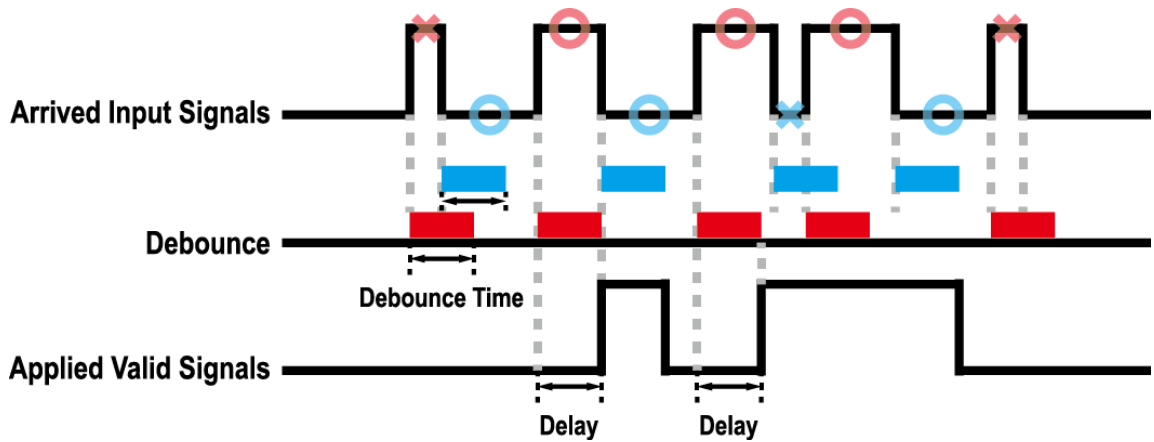 Arrived Input Signals
Debounce
Debounce Time
Applied Valid Signals
Delay
Delay